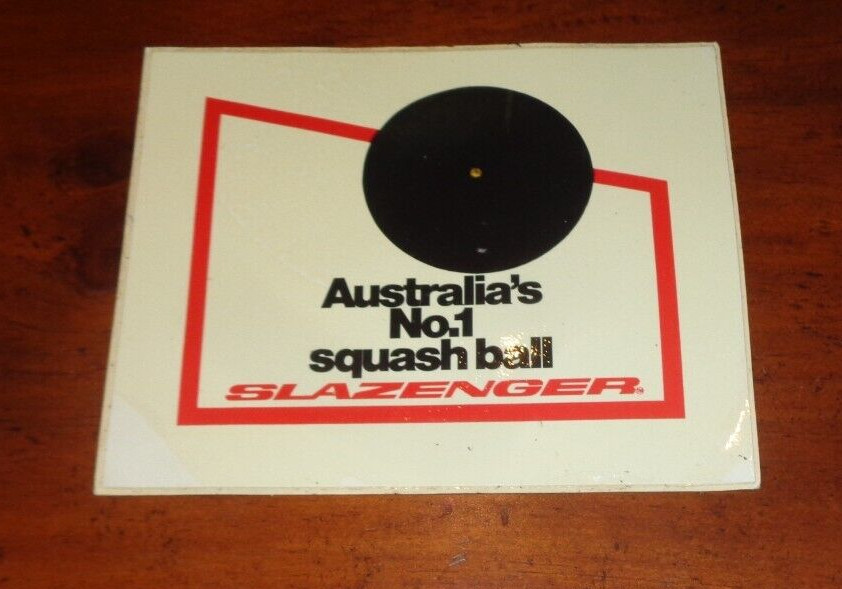 Australia's
No.1
squash ball
SLAZENGER